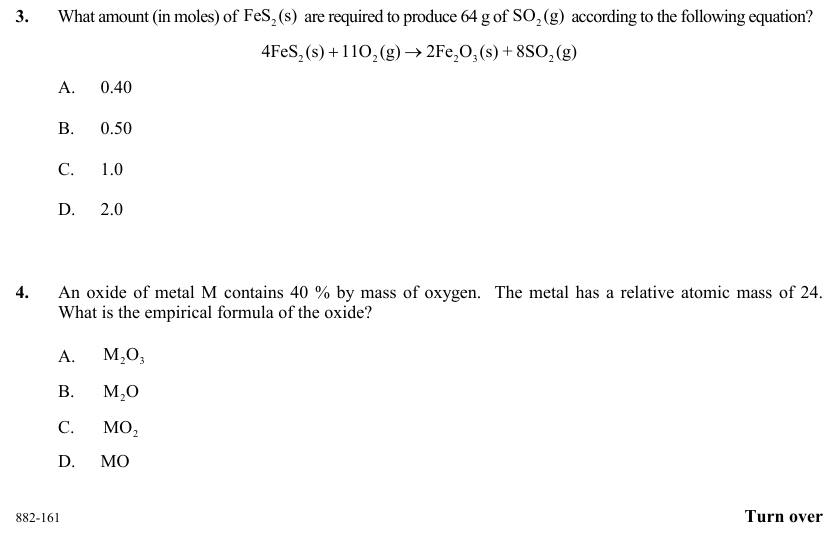 3. What amount (in moles) of FeS₂(s) are required to produce 64 g of SO₂(g) according to the following equation?
4FeS₂(s) + 11O₂(g) → 2Fe₂O₃(s) + 8SO₂(g)
A. 0.40
B. 0.50
C. 1.0
D. 2.0
4. An oxide of metal M contains 40 % by mass of oxygen. The metal has a relative atomic mass of 24.
What is the empirical formula of the oxide?
A. M₂O₃
B. M₂O
C. MO₂
D. MO
882-161 Turn over